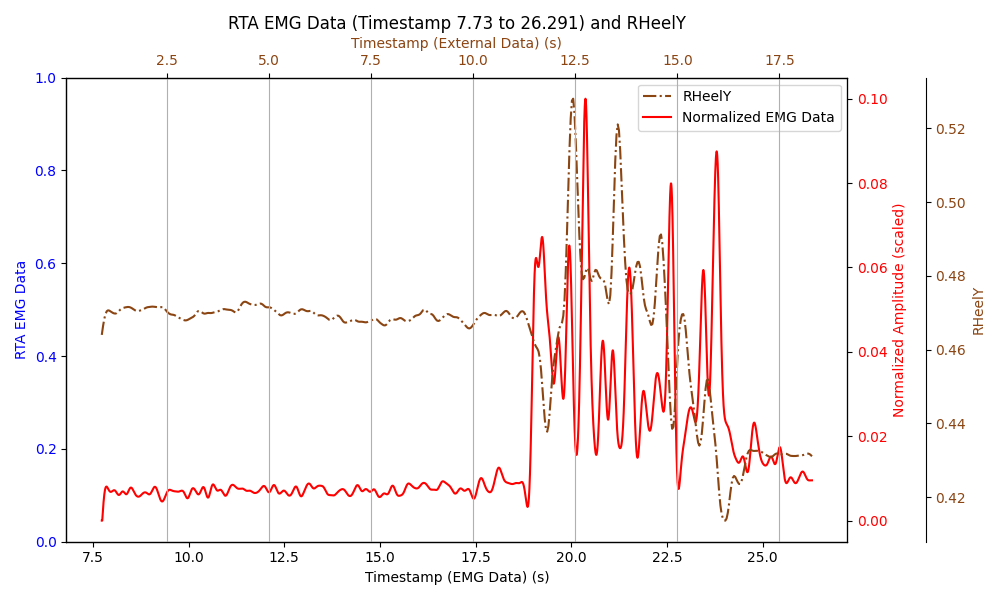 RTA EMG Data (Timestamp 7.73 to 26.291) and RHeelY
Timestamp (External Data) (s)
2.5 5.0 7.5 10.0 12.5 15.0 17.5
RHeelY
Normalized EMG Data
RTA EMG Data
1.0
0.8
0.6
0.4
0.2
0.0
0.10
0.08
0.06
0.04
0.02
0.00
Normalized Amplitude (scaled)
0.52
0.50
0.48
0.46
0.44
0.42
RHeelY
7.5 10.0 12.5 15.0 17.5 20.0 22.5 25.0
Timestamp (EMG Data) (s)